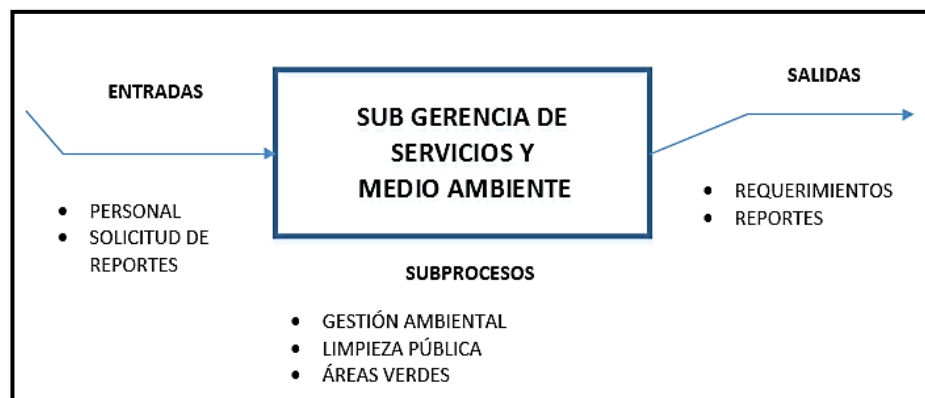 ENTRADAS
SALIDAS
SUB GERENCIA DE
SERVICIOS Y
MEDIO AMBIENTE
• PERSONAL
• SOLICITUD DE
REPORTES
• REQUERIMIENTOS
• REPORTES
SUBPROCESOS
• GESTIÓN AMBIENTAL
• LIMPIEZA PÚBLICA
• ÁREAS VERDES